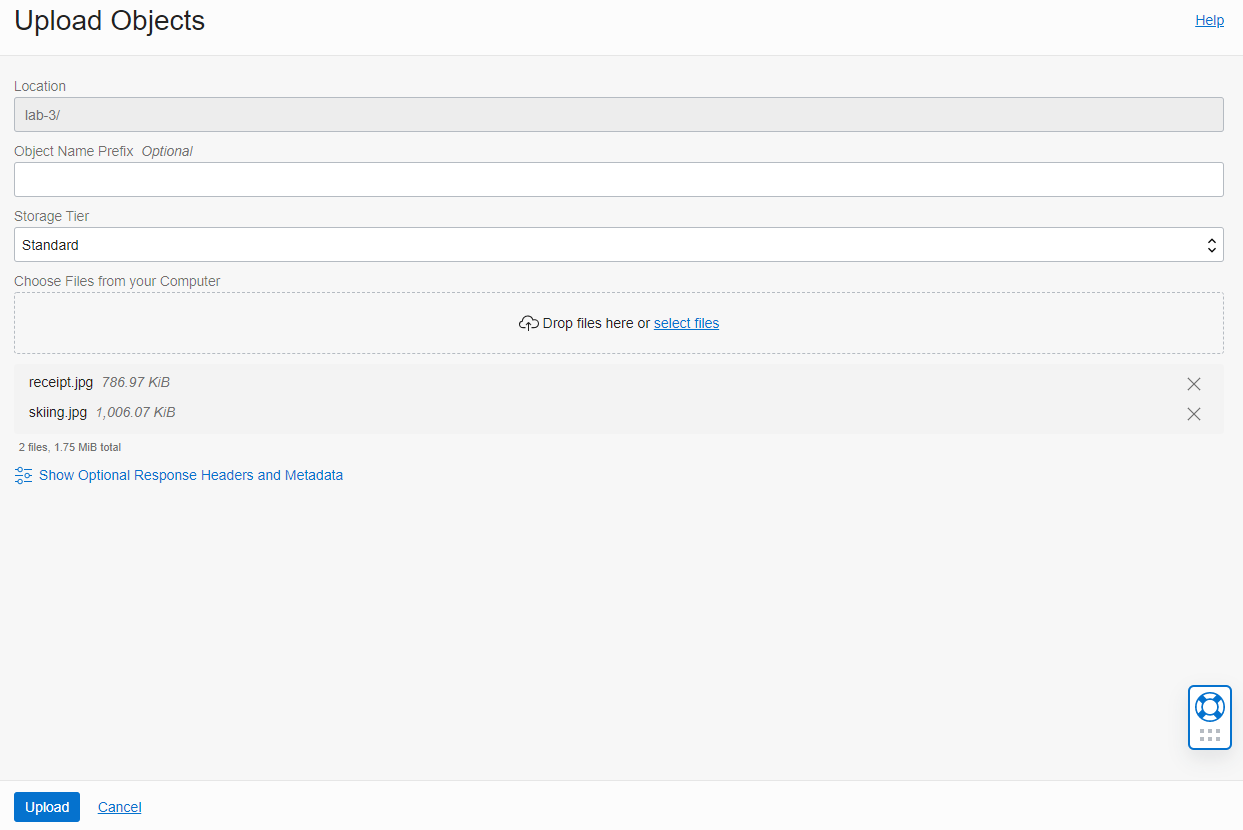 Upload Objects
Help
Location
lab-3/
Object Name Prefix Optional
Storage Tier
Standard
Choose Files from your Computer
Drop files here or select files
receipt.jpg 786.97 KiB
skiing.jpg 1,006.07 KiB
2 files, 1.75 MiB total
Show Optional Response Headers and Metadata
Upload Cancel